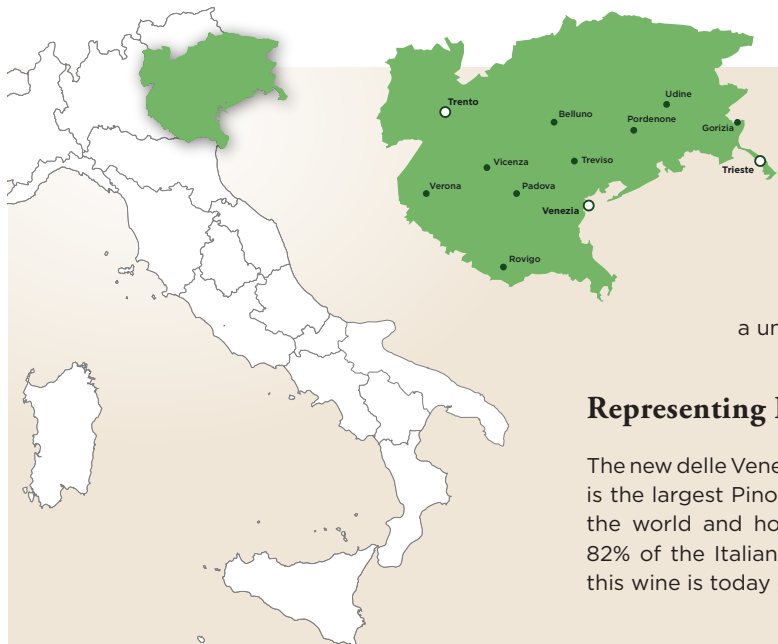 Udine
Trento
Belluno
Pordenone
Gorizia
Vicenza
Treviso
Trieste
Verona
Padova
Venezia
Rovigo
a un
Representing
The new delle Vene
is the largest Pino
the world and ho
82% of the Italian
this wine is today